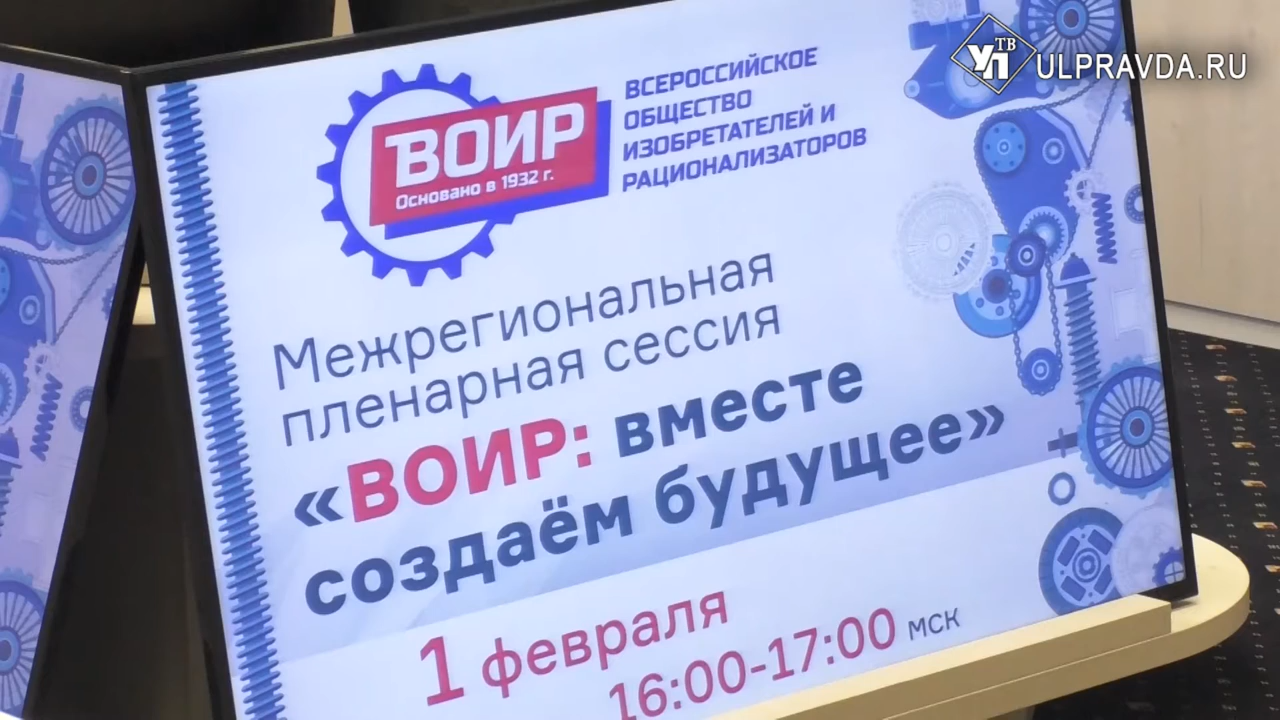 УП ТВ ULPRAVDA.RU
ВОИР
Основано в 1932 г.
ВСЕРОССИЙСКОЕ
ОБЩЕСТВО
ИЗОБРЕТАТЕЛЕЙ И
РАЦИОНАЛИЗАТОРОВ
Межрегиональная
пленарная сессия
«ВОИР: вместе
создаём будущее»
1 февраля
16:00-17:00 мск